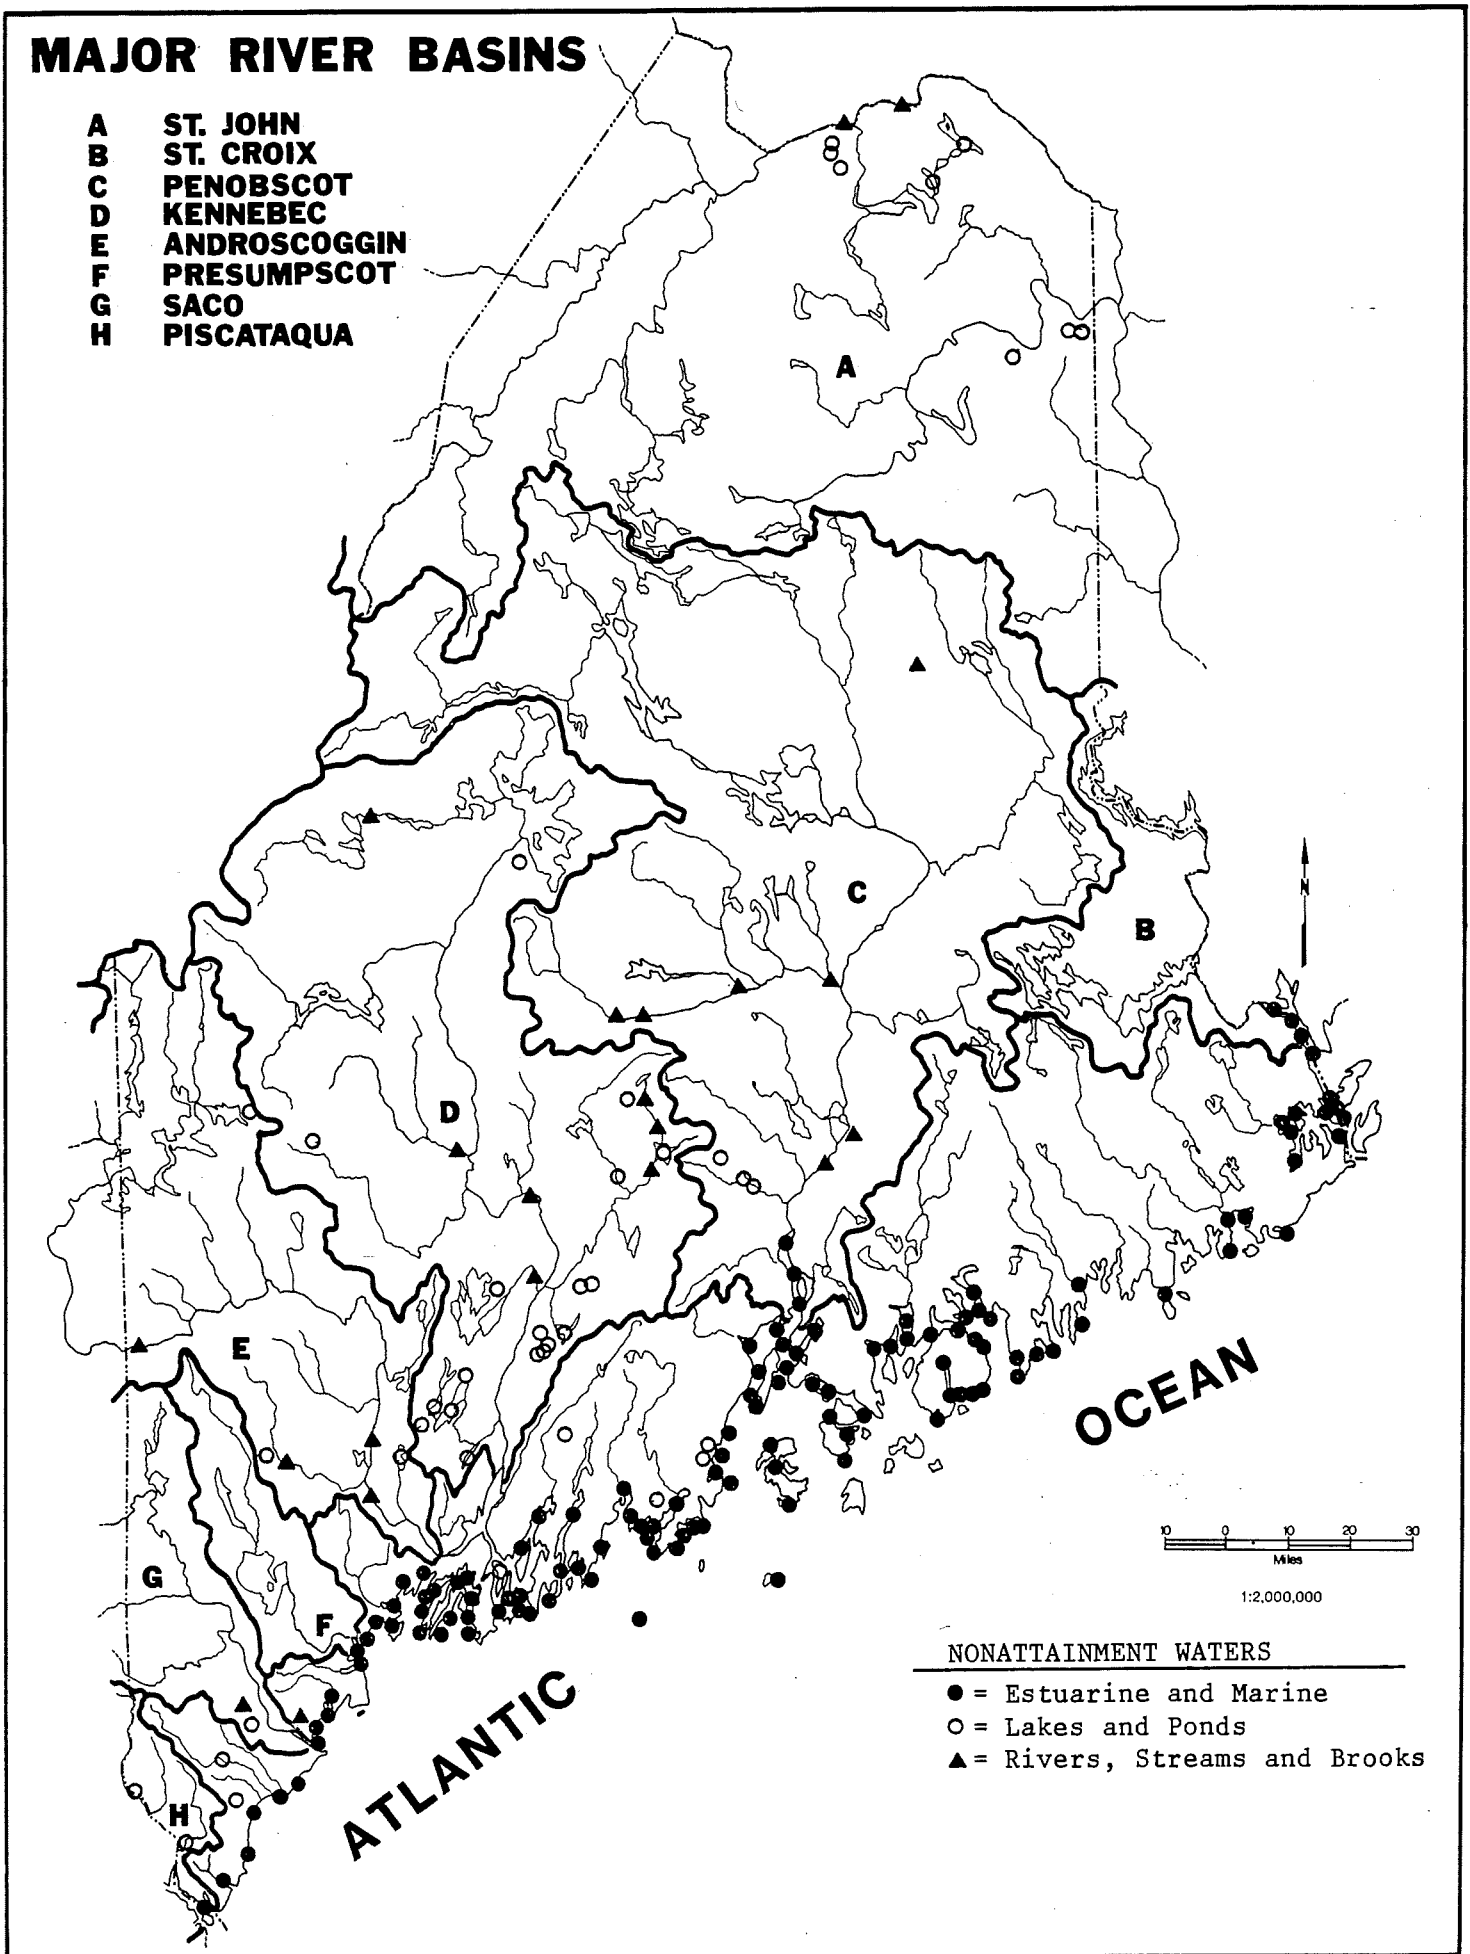 MAJOR RIVER BASINS
A ST. JOHN
B ST. CROIX
C PENOBSCOT
D KENNEBEC
E ANDROSCOGGIN
F PRESUMPSCOT
G SACO
H PISCATAQUA
A
C
B
N
D
E
G
F
H
OCEAN
ATLANTIC
10 0 10 20 30
Miles
1:2,000,000
NONATTAINMENT WATERS
● = Estuarine and Marine
○ = Lakes and Ponds
▲ = Rivers, Streams and Brooks